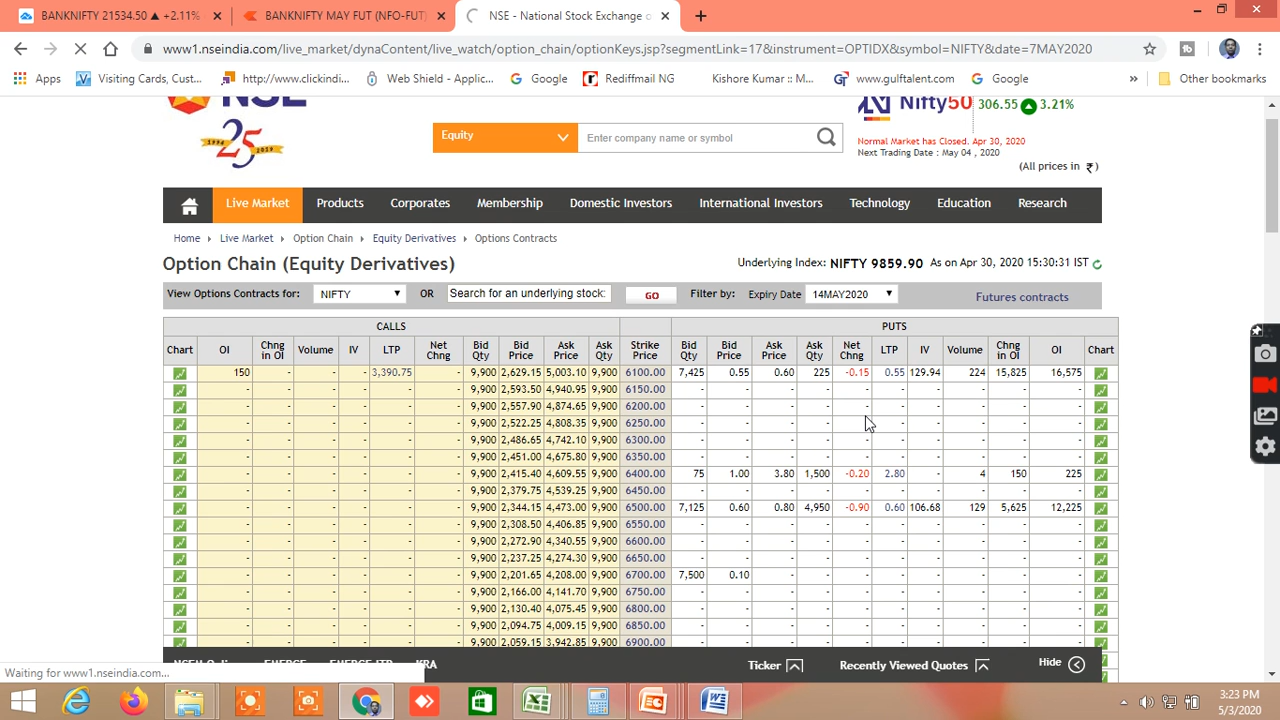 BANKNIFTY 21534.50 ▲ +2.11%
BANKNIFTY MAY FUT (NFO-FUT)
NSE - National Stock Exchange o
www1.nseindia.com/live_market/dynaContent/live_watch/option_chain/optionKeys.jsp?segmentLink=17&instrument=OPTIDX&symbol=NIFTY&date=7MAY2020
Apps Visiting Cards, Cust... http://www.clickindi... Web Shield - Applic... Google Rediffmail NG Kishore Kumar :: M... www.gulftalent.com Google » Other bookmarks
NSE
1994 25 2019
Equity Enter company name or symbol
Nifty50 306.55 3.21%
Normal Market has Closed. Apr 30, 2020
Next Trading Date : May 04 , 2020
(All prices in ₹)
Live Market Products Corporates Membership Domestic Investors International Investors Technology Education Research
Home Live Market Option Chain Equity Derivatives Options Contracts
Option Chain (Equity Derivatives) Underlying Index: NIFTY 9859.90 As on Apr 30, 2020 15:30:31 IST
View Options Contracts for: NIFTY OR Search for an underlying stock: GO Filter by: Expiry Date 14MAY2020 Futures contracts
CALLS PUTS
Chart OI Chng in OI Volume IV LTP Net Chng Bid Qty Bid Price Ask Price Ask Qty Strike Price Bid Qty Bid Price Ask Price Ask Qty Net Chng LTP IV Volume Chng in OI OI Chart
150 - - - 3,390.75 - 9,900 2,629.15 5,003.10 9,900 6100.00 7,425 0.55 0.60 225 -0.15 0.55 129.94 224 15,825 16,575
- - - - - - 9,900 2,593.50 4,940.95 9,900 6150.00 - - - - - - - - - -
- - - - - - 9,900 2,557.90 4,874.65 9,900 6200.00 - - - - - - - - - -
- - - - - - 9,900 2,522.25 4,808.35 9,900 6250.00 - - - - - - - - - -
- - - - - - 9,900 2,486.65 4,742.10 9,900 6300.00 - - - - - - - - - -
- - - - - - 9,900 2,451.00 4,675.80 9,900 6350.00 - - - - - - - - - -
- - - - - - 9,900 2,415.40 4,609.55 9,900 6400.00 75 1.00 3.80 1,500 -0.20 2.80 - 4 150 225
- - - - - - 9,900 2,379.75 4,539.25 9,900 6450.00 - - - - - - - - - -
- - - - - - 9,900 2,344.15 4,473.00 9,900 6500.00 7,125 0.60 0.80 4,950 -0.90 0.60 106.68 129 5,625 12,225
- - - - - - 9,900 2,308.50 4,406.85 9,900 6550.00 - - - - - - - - - -
- - - - - - 9,900 2,272.90 4,340.55 9,900 6600.00 - - - - - - - - - -
- - - - - - 9,900 2,237.25 4,274.30 9,900 6650.00 - - - - - - - - - -
- - - - - - 9,900 2,201.65 4,208.00 9,900 6700.00 7,500 0.10 - - - - - - - -
- - - - - - 9,900 2,166.00 4,141.70 9,900 6750.00 - - - - - - - - - -
- - - - - - 9,900 2,130.40 4,075.45 9,900 6800.00 - - - - - - - - - -
- - - - - - 9,900 2,094.75 4,009.15 9,900 6850.00 - - - - - - - - - -
- - - - - - 9,900 2,059.15 3,942.85 9,900 6900.00 - - - - - - - - - -
EMERGE KRA Ticker Recently Viewed Quotes Hide
Waiting for www1.nseindia.com...
3:23 PM
5/3/2020